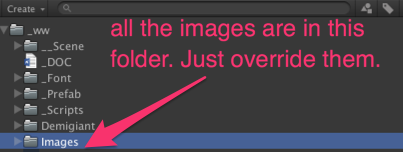 Create
_ww
__Scene
_DOC
_Font
_Prefab
_Scripts
Demigiant
Images
all the images are in this
folder. Just override them.